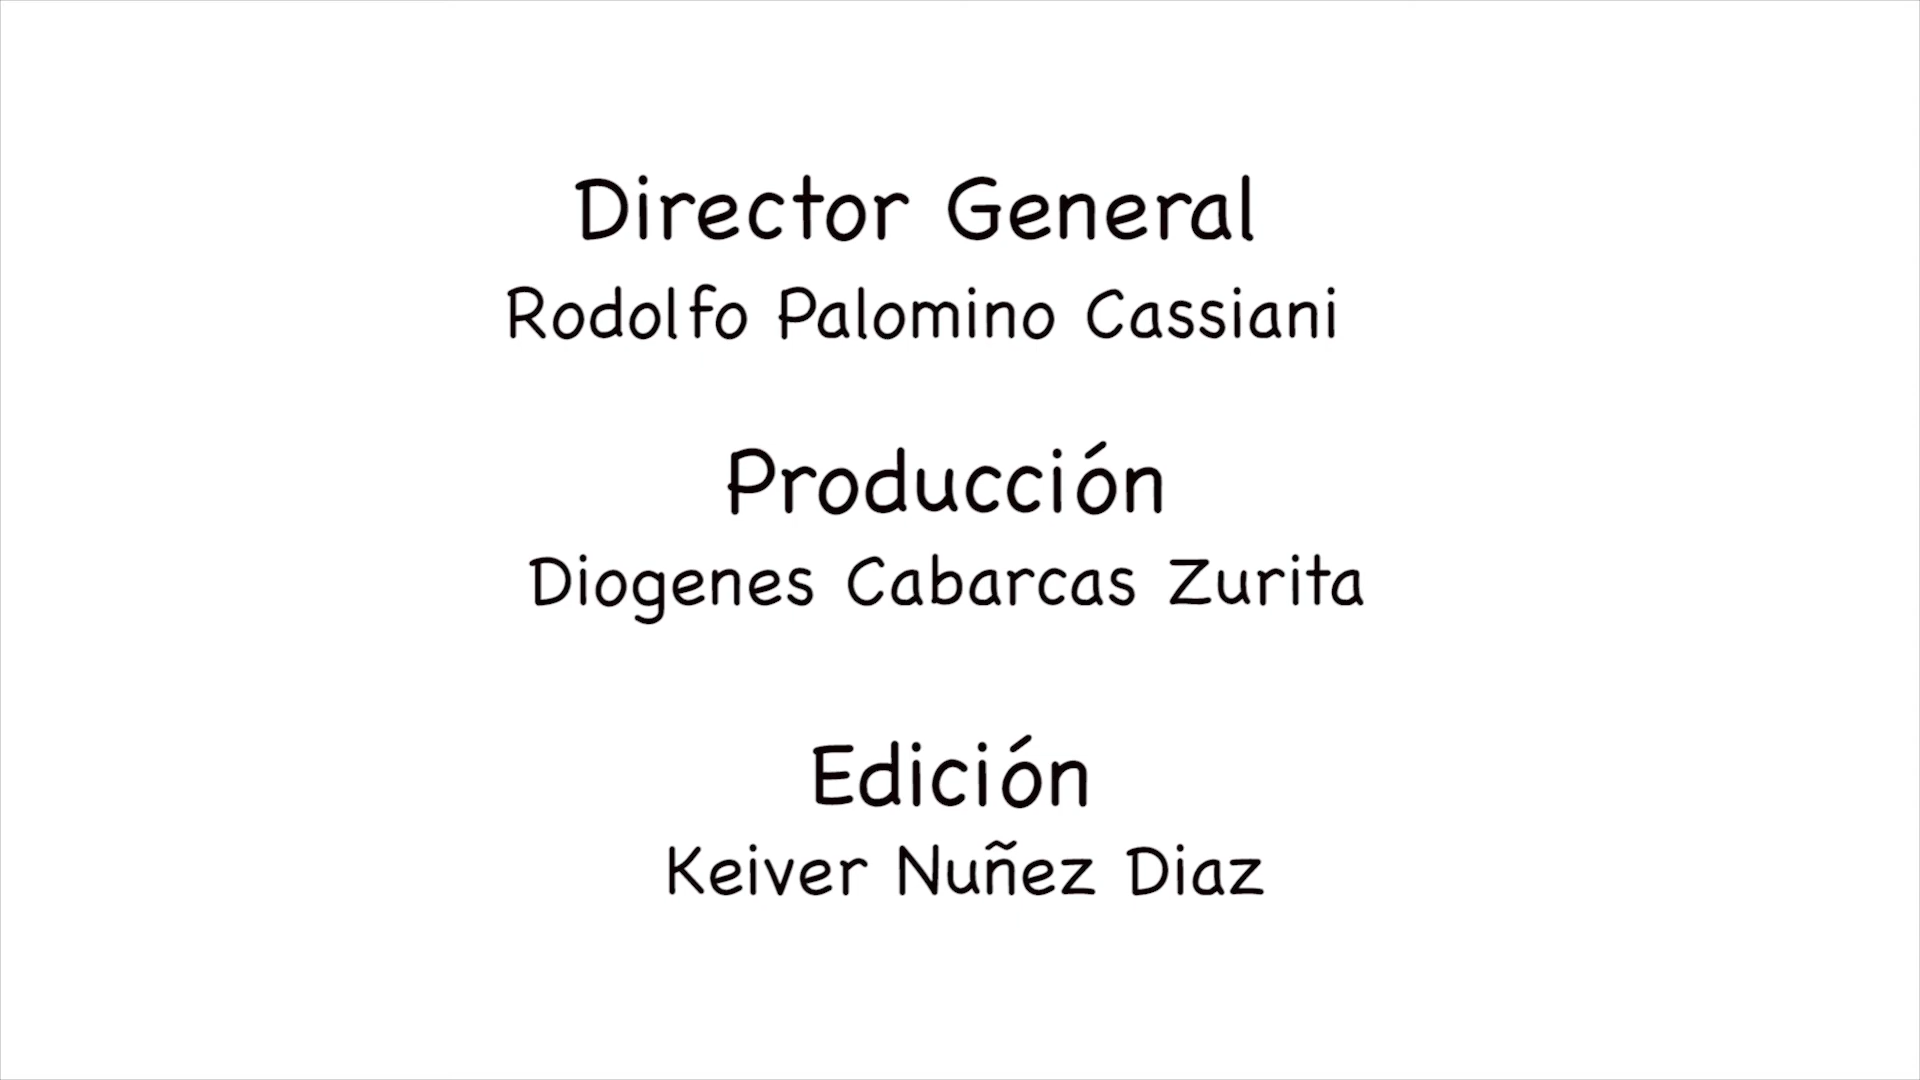 Director General
Rodolfo Palomino Cassiani
Producción
Diogenes Cabarcas Zurita
Edición
Keiver Nuñez Diaz